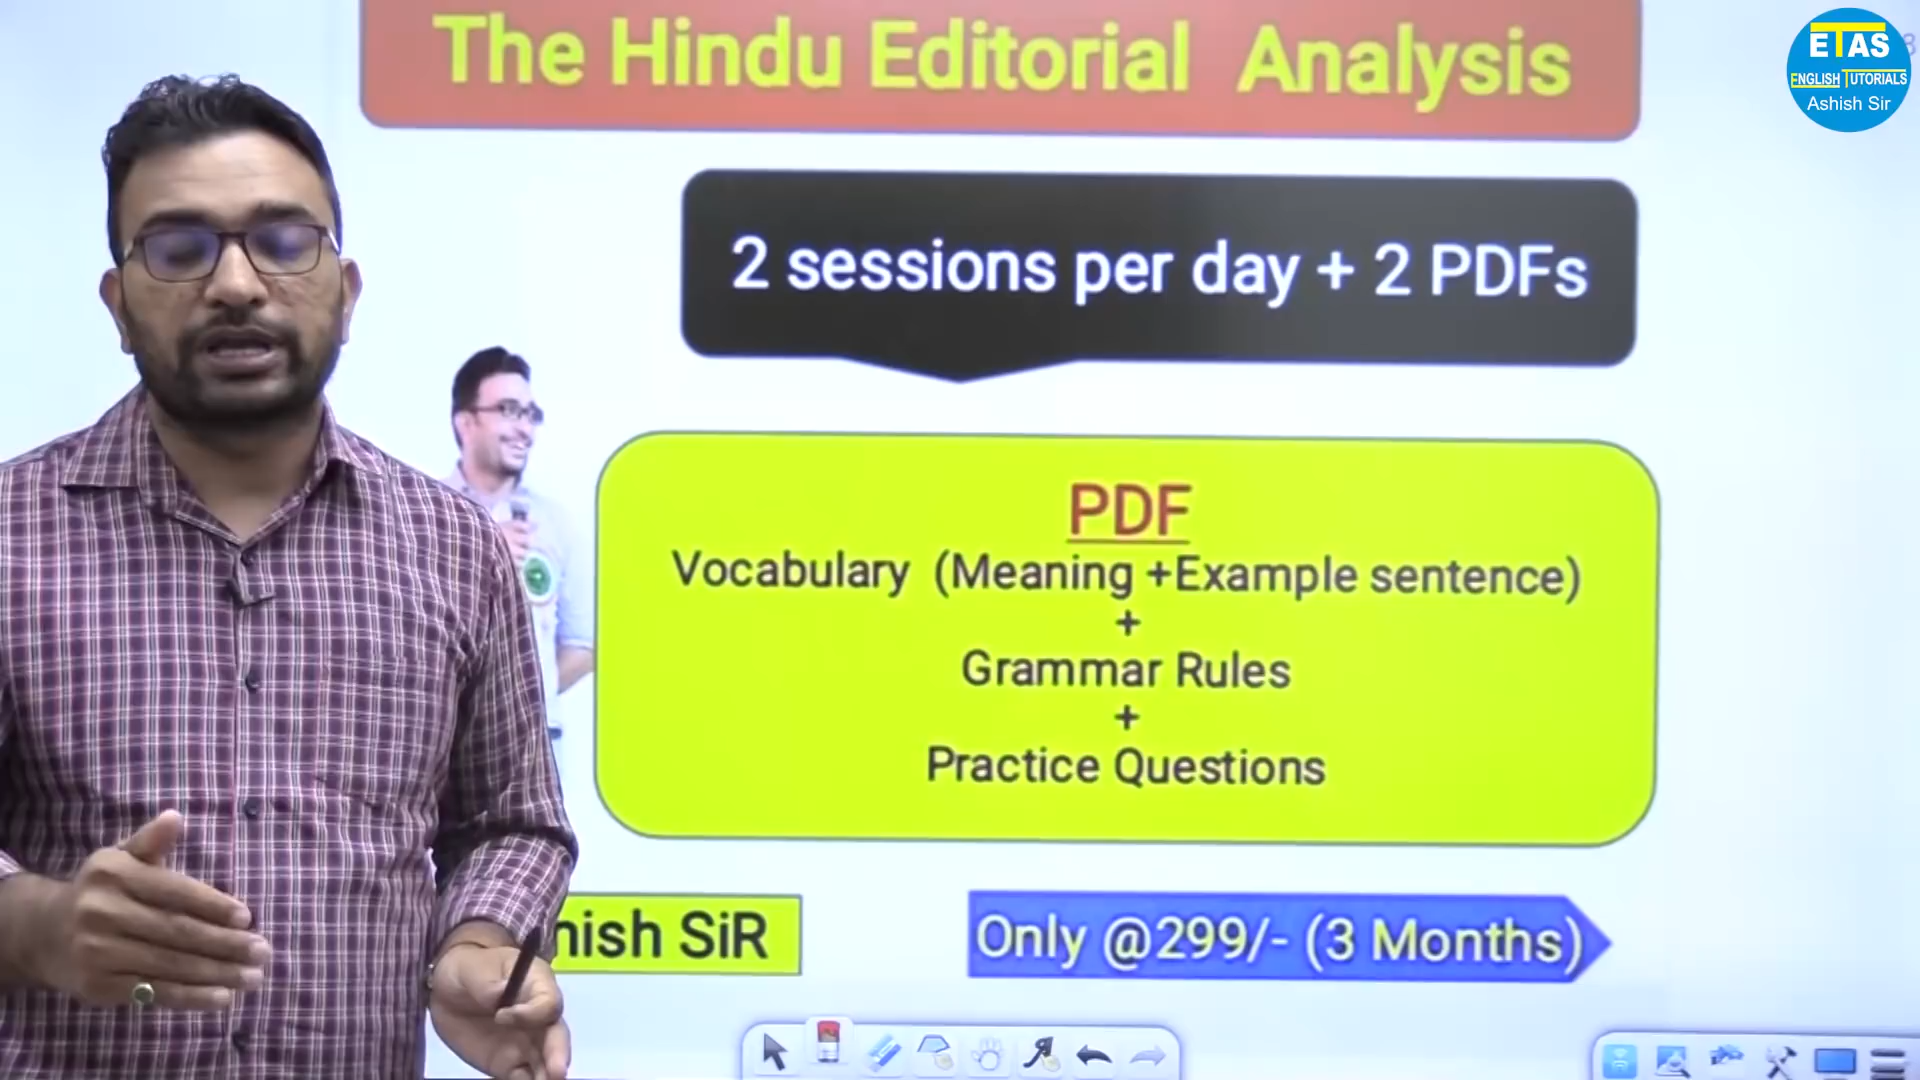 The Hindu Editorial Analysis
ETAS
ENGLISH TUTORIALS
Ashish Sir
2 sessions per day + 2 PDFs
PDF
Vocabulary (Meaning +Example sentence)
+
Grammar Rules
+
Practice Questions
hish SiR
Only @299/- (3 Months)